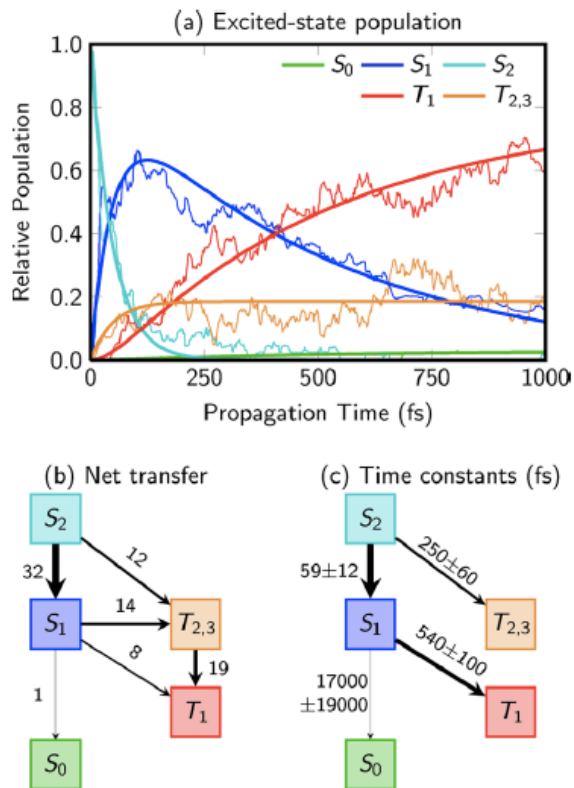 (a) Excited-state population
1.0
0.8
0.6
0.4
0.2
0.0
Relative Population
S₀ S₁ S₂
T₁ T₂,₃
0 250 500 750 1000
Propagation Time (fs)
(b) Net transfer
S₂
12
32
S₁
14
T₂,₃
8
19
1
T₁
S₀
(c) Time constants (fs)
S₂
250±60
59±12
S₁
T₂,₃
540±100
17000
±19000
T₁
S₀